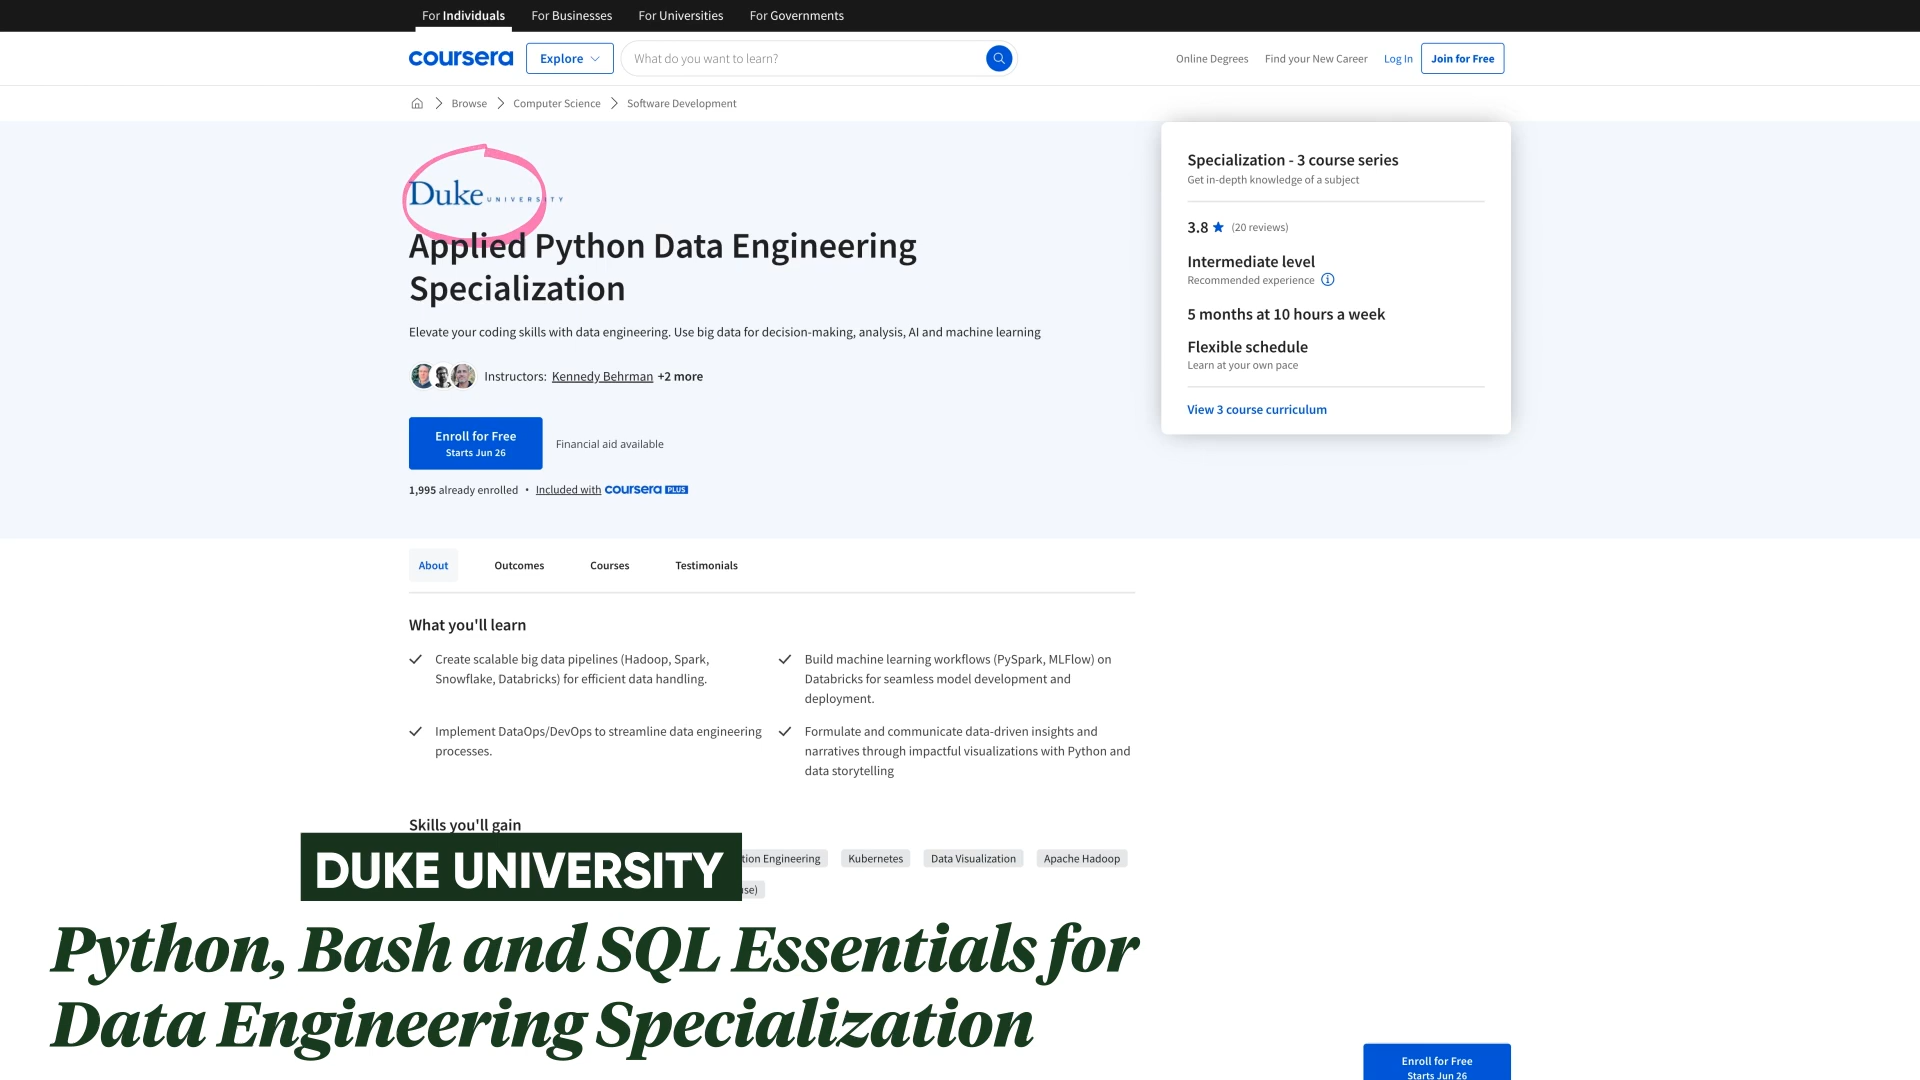 For Individuals For Businesses For Universities For Governments
coursera Explore What do you want to learn? Online Degrees Find your New Career Log In Join for Free
Browse Computer Science Software Development
Duke UNIVERSITY
Applied Python Data Engineering
Specialization
Elevate your coding skills with data engineering. Use big data for decision-making, analysis, AI and machine learning
Instructors: Kennedy Behrman +2 more
Enroll for Free
Starts Jun 26
Financial aid available
1,995 already enrolled • Included with coursera PLUS
Specialization - 3 course series
Get in-depth knowledge of a subject
3.8 (20 reviews)
Intermediate level
Recommended experience
5 months at 10 hours a week
Flexible schedule
Learn at your own pace
View 3 course curriculum
About Outcomes Courses Testimonials
What you'll learn
Create scalable big data pipelines (Hadoop, Spark,
Snowflake, Databricks) for efficient data handling.
Build machine learning workflows (PySpark, MLFlow) on
Databricks for seamless model development and
deployment.
Implement DataOps/DevOps to streamline data engineering
processes.
Formulate and communicate data-driven insights and
narratives through impactful visualizations with Python and
data storytelling
Skills you'll gain
Engineering Kubernetes Data Visualization Apache Hadoop
DUKE UNIVERSITY
Python, Bash and SQL Essentials for
Data Engineering Specialization
Enroll for Free
Starts Jun 26